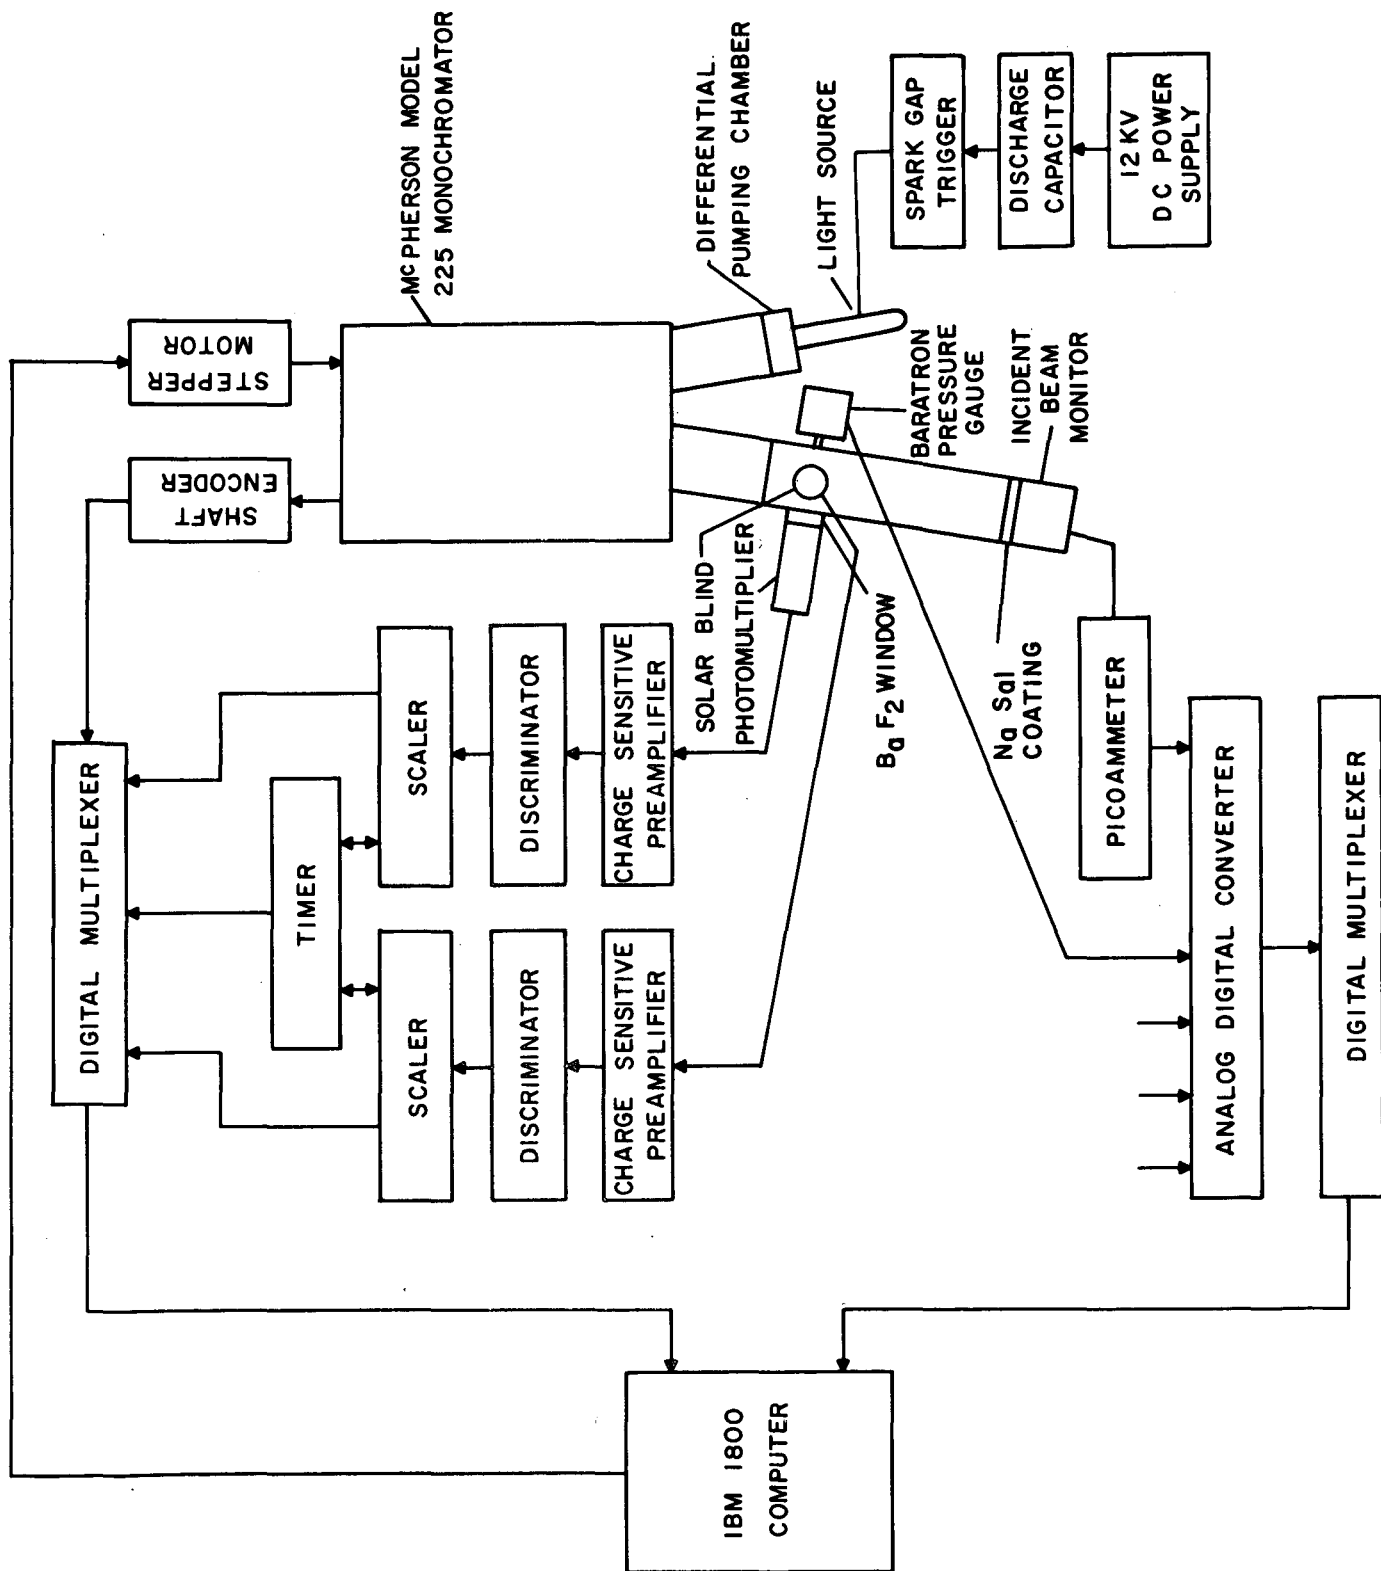 McPHERSON MODEL
225 MONOCHROMATOR
STEPPER
MOTOR
SHAFT
ENCODER
DIFFERENTIAL
PUMPING CHAMBER
LIGHT SOURCE
SPARK GAP
TRIGGER
DISCHARGE
CAPACITOR
12 KV
DC POWER
SUPPLY
BARATRON
PRESSURE
GAUGE
INCIDENT
BEAM
MONITOR
SOLAR BLIND
PHOTOMULTIPLIER
BaF2 WINDOW
Na Sal
COATING
PICOAMMETER
ANALOG DIGITAL CONVERTER
DIGITAL MULTIPLEXER
DIGITAL MULTIPLEXER
TIMER
SCALER
DISCRIMINATOR
CHARGE SENSITIVE
PREAMPLIFIER
SCALER
DISCRIMINATOR
CHARGE SENSITIVE
PREAMPLIFIER
IBM 1800
COMPUTER